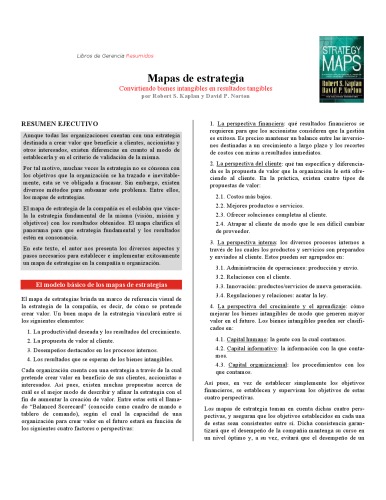 Libros de Gerencia Resumidos
STRATEGY
MAPS
Robert S. Kaplan
David P. Norton
Mapas de estrategia
Convirtiendo bienes intangibles en resultados tangibles
por Robert S. Kaplan y David P. Norton
RESUMEN EJECUTIVO
Aunque todas las organizaciones cuentan con una estrategia
destinada a crear valor que beneficie a clientes, accionistas y
otros interesados, existen diferencias en cuanto al modo de
establecerla y en el criterio de validación de la misma.
Por tal motivo, muchas veces la estrategia no es cónsona con
los objetivos que la organización se ha trazado e inevitable-
mente, esta se ve obligada a fracasar. Sin embargo, existen
diversos métodos para subsanar este problema. Entre ellos,
los mapas de estrategias.
El mapa de estrategia de la compañía es el eslabón que vincu-
la la estrategia fundamental de la misma (visión, misión y
objetivos) con los resultados obtenidos. El mapa clarifica el
panorama para que estrategia fundamental y los resultados
estén en consonancia.
En este texto, el autor nos presenta los diversos aspectos y
pasos necesarios para establecer e implementar exitosamente
un mapa de estrategias en la compañía u organización.
El modelo básico de los mapas de estrategias
El mapa de estrategias brinda un marco de referencia visual de
la estrategia de la compañía, es decir, de cómo se pretende
crear valor. Un buen mapa de la estrategia vinculará entre sí
los siguientes elementos:
1. La productividad deseada y los resultados del crecimiento.
2. La propuesta de valor al cliente.
3. Desempeños destacados en los procesos internos.
4. Los resultados que se esperan de los bienes intangibles.
Cada organización cuenta con una estrategia a través de la cual
pretende crear valor en beneficio de sus clientes, accionistas o
interesados. Así pues, existen muchas propuestas acerca de
cuál es el mejor modo de describir y afinar la estrategia con el
fin de aumentar la creación de valor. Entre estas está el llama-
do "Balanced Scorecard" (conocido como cuadro de mando o
tablero de comando), según el cual la capacidad de una
organización para crear valor en el futuro estará en función de
los siguientes cuatro factores o perspectivas:
1. La perspectiva financiera: qué resultados financieros se
requieren para que los accionistas consideren que la gestión
es exitosa. Es preciso mantener un balance entre las inversio-
nes destinadas a un crecimiento a largo plazo y los recortes
de costos con miras a resultados inmediatos.
2. La perspectiva del cliente: qué tan específica y diferencia-
da es la propuesta de valor que la organización le está ofre-
ciendo al cliente. En la práctica, existen cuatro tipos de
propuestas de valor:
2.1. Costos más bajos.
2.2. Mejores productos o servicios.
2.3. Ofrecer soluciones completas al cliente.
2.4. Atrapar al cliente de modo que le sea difícil cambiar
de proveedor.
3. La perspectiva interna: los diversos procesos internos a
través de los cuales los productos y servicios son preparados
y enviados al cliente. Estos pueden ser agrupados en:
3.1. Administración de operaciones: producción y envío.
3.2. Relaciones con el cliente.
3.3. Innovación: productos/servicios de nueva generación.
3.4. Regulaciones y relaciones: acatar la ley.
4. La perspectiva del crecimiento y el aprendizaje: cómo
mejorar los bienes intangibles de modo que generen mayor
valor en el futuro. Los bienes intangibles pueden ser clasifi-
cados en:
4.1. Capital humano: la gente con la cual contamos.
4.2. Capital informativo: la información con la que conta-
mos.
4.3. Capital organizacional: los procedimientos con los
que contamos.
Así pues, en vez de establecer simplemente los objetivos
financieros, se establecen y supervisan los objetivos de estas
cuatro perspectivas.
Los mapas de estrategia toman en cuenta dichas cuatro pers-
pectivas, y aseguran que los objetivos establecidos en cada una
de estas sean consistentes entre sí. Dicha consistencia garan-
tizará que el desempeño de la compañía mantenga su curso en
un nivel óptimo y, a su vez, evitará que el desempeño de un